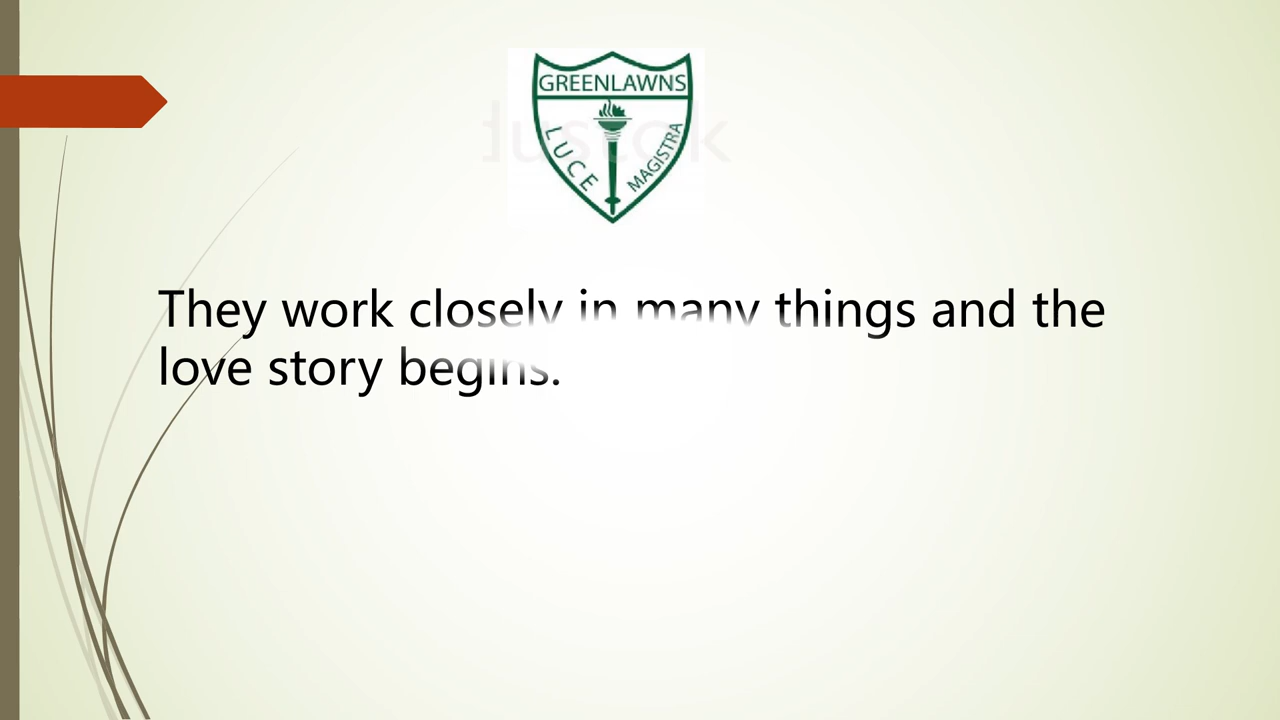 GREENLAWNS
LUCE MAGISTRA
They work closely in many things and the
love story begins.